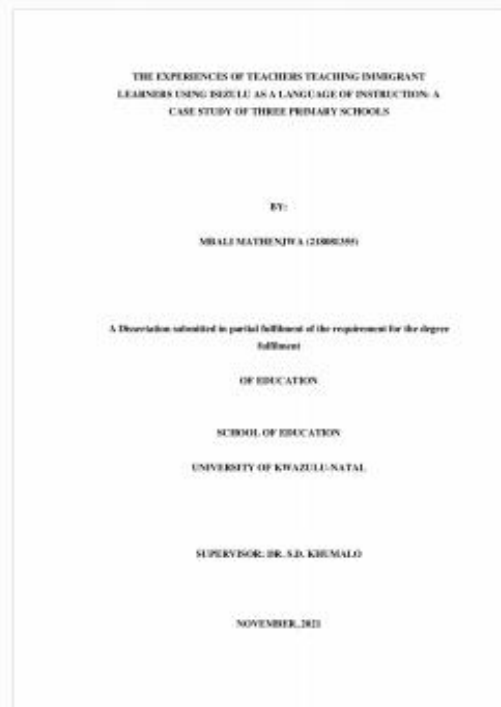 THE EXPERIENCES OF TEACHERS TEACHING IMMIGRANT
LEARNERS USING ISIZULU AS A LANGUAGE OF INSTRUCTION: A
CASE STUDY OF THREE PRIMARY SCHOOLS
BY:
MBALI MATHENJWA (218081355)
A Dissertation submitted in partial fulfilment of the requirement for the degree
fulfilment
OF EDUCATION
SCHOOL OF EDUCATION
UNIVERSITY OF KWAZULU-NATAL
SUPERVISOR: DR. S.D. KHUMALO
NOVEMBER, 2021